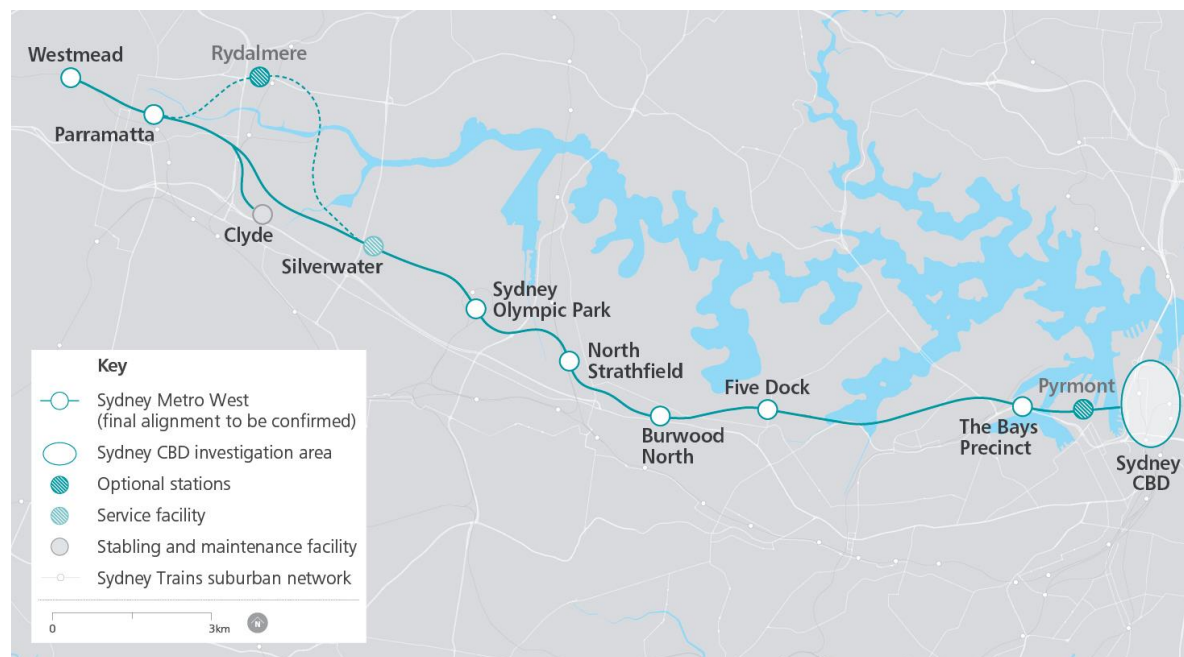 Westmead
Rydalmere
Parramatta
Clyde
Silverwater
Sydney
Olympic Park
North
Strathfield
Five Dock
Burwood
North
Pyrmont
The Bays
Precinct
Sydney
CBD
Key
Sydney Metro West
(final alignment to be confirmed)
Sydney CBD investigation area
Optional stations
Service facility
Stabling and maintenance facility
Sydney Trains suburban network
0 3km N